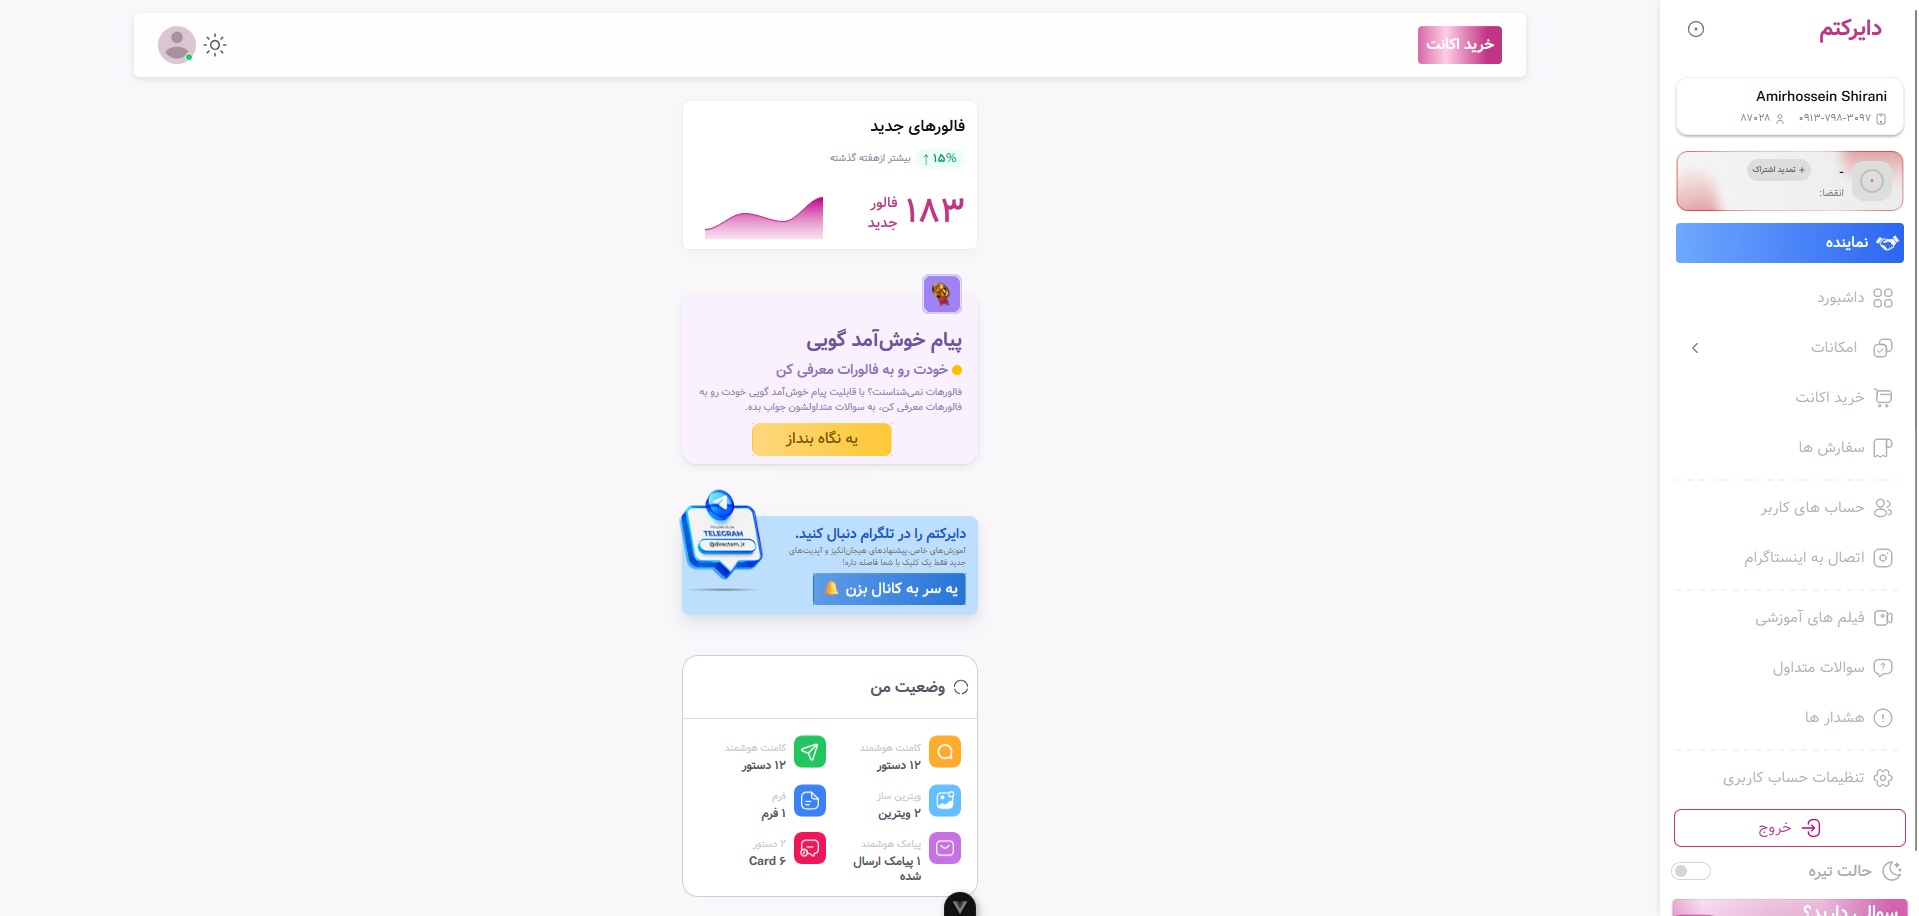 دایرکتم
Amirhossein Shirani
۰۹۱۳-۷۹۸-۳۰۹۷ ۸۷۰۲۸
-
+ تمدید اشتراک
انقضا:
نماینده
داشبورد
امکانات
خرید اکانت
سفارش ها
حساب های کاربر
اتصال به اینستاگرام
فیلم های آموزشی
سوالات متداول
هشدار ها
تنظیمات حساب کاربری
خروج
حالت تیره
سوالی دارید؟
خرید اکانت
فالورهای جدید
۱۵% ↑ بیشتر ازهفته گذشته
۱۸۳ فالور جدید
پیام خوش‌آمد گویی
خودت رو به فالورات معرفی کن
فالورهات نمی‌شناسنت؟ با قابلیت پیام خوش‌آمد گویی خودت رو به
فالورهات معرفی کن، به سوالات متداولشون جواب بده.
یه نگاه بنداز
دایرکتم را در تلگرام دنبال کنید.
آموزش‌های خاص،پیشنهادهای هیجان‌انگیز و آپدیت‌های
جدید فقط یک کلیک با شما فاصله داره!
یه سر به کانال بزن
TELEGRAM
@directam.ir
وضعیت من
کامنت هوشمند
۱۲ دستور
کامنت هوشمند
۱۲ دستور
ویترین ساز
۲ ویترین
فرم
۱ فرم
پیامک هوشمند
۱ پیامک ارسال
شده
۲ دستور
۶ Card